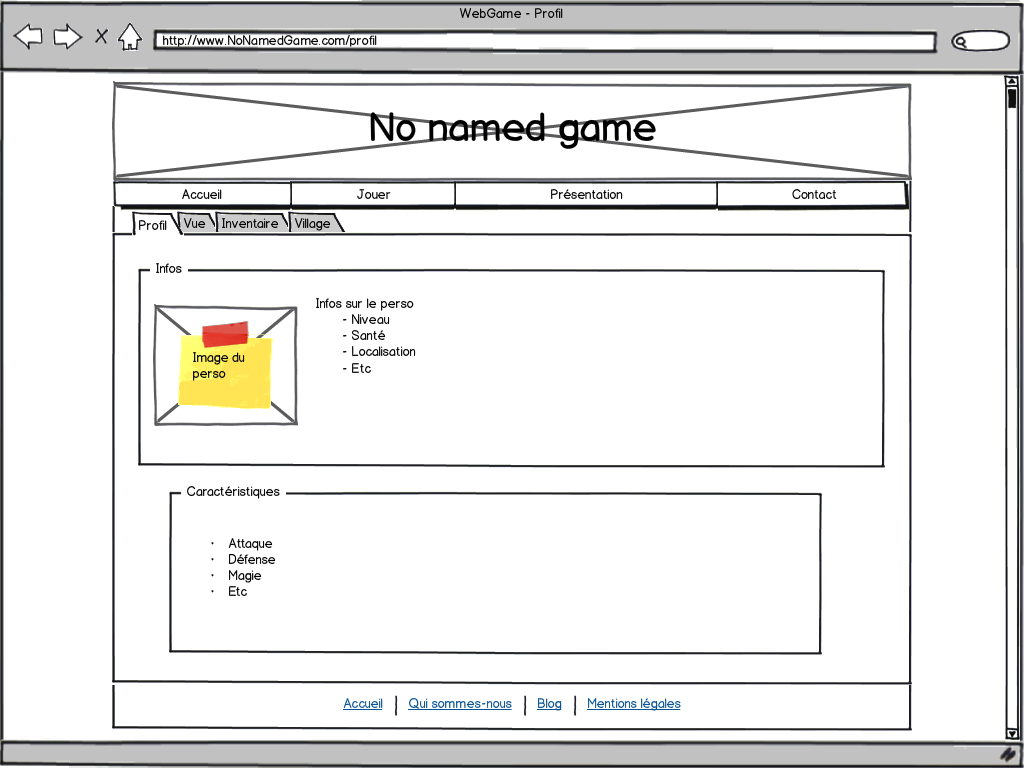 WebGame - Profil
http://www.NoNamedGame.com/profil
No named game
Accueil Jouer Présentation Contact
Profil Vue Inventaire Village
Infos
Infos sur le perso
- Niveau
- Santé
- Localisation
- Etc
Image du
perso
Caractéristiques
· Attaque
· Défense
· Magie
· Etc
Accueil | Qui sommes-nous | Blog | Mentions légales